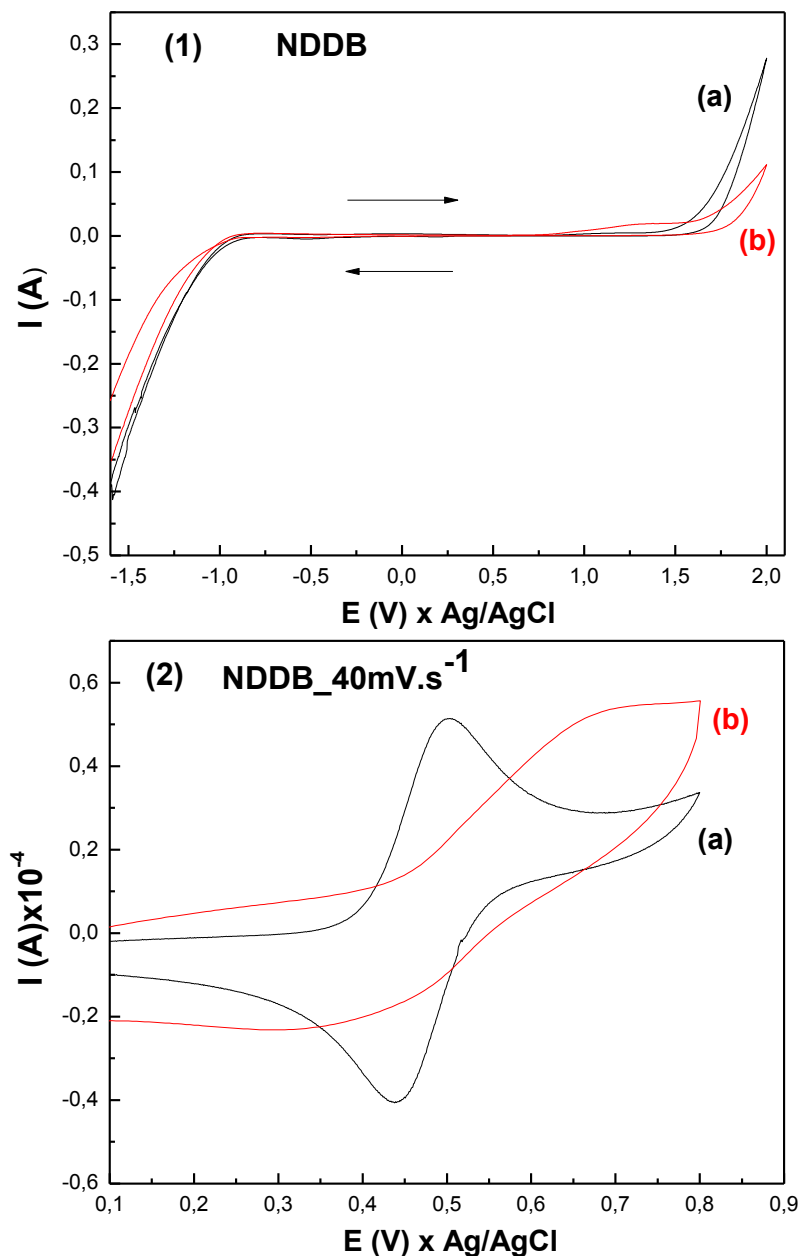 (1) NDDB
0,3
(a)
0,2
0,1
0,0
(b)
-0,1
-0,2
-0,3
-0,4
-0,5
I (A)
-1,5 -1,0 -0,5 0,0 0,5 1,0 1,5 2,0
E (V) x Ag/AgCl
0,8
(2) NDDB_40mV.s-1
0,6
(b)
0,4
(a)
0,2
0,0
-0,2
-0,4
-0,6
I (A)x10-4
0,1 0,2 0,3 0,4 0,5 0,6 0,7 0,8 0,9
E (V) x Ag/AgCl